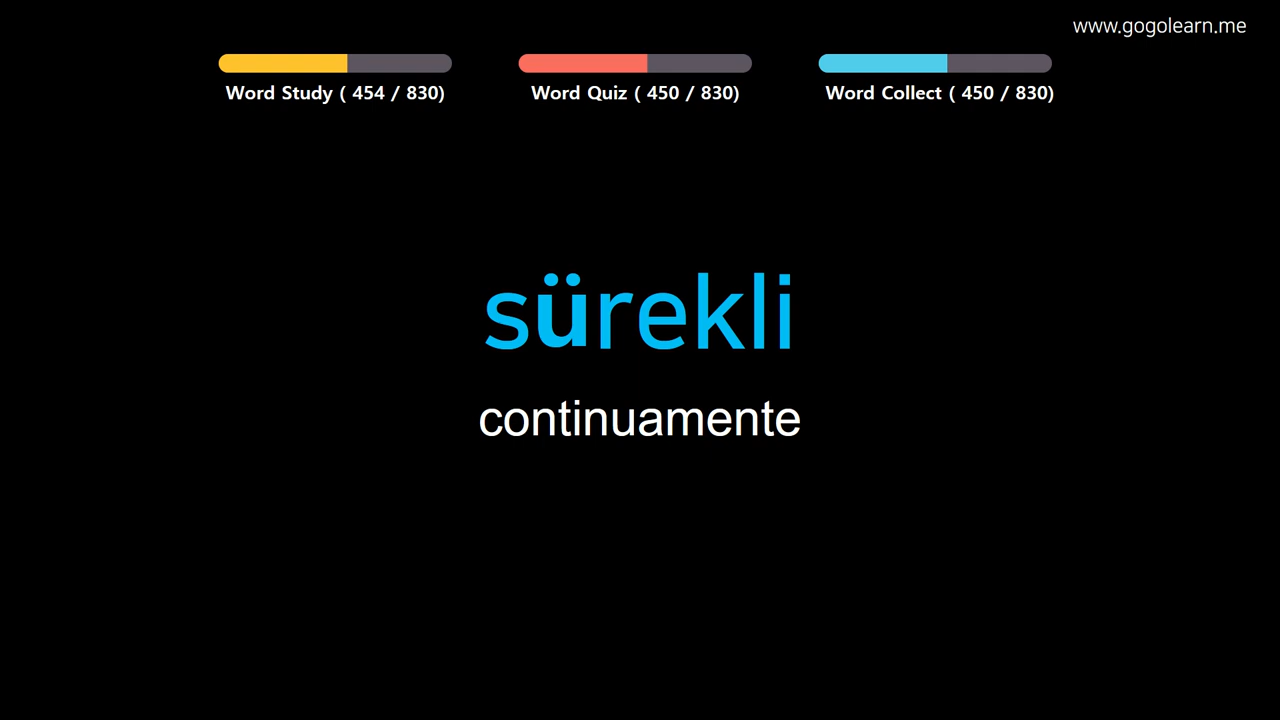 www.gogolearn.me
Word Study ( 454 / 830)
Word Quiz ( 450 / 830)
Word Collect ( 450 / 830)
sürekli
continuamente